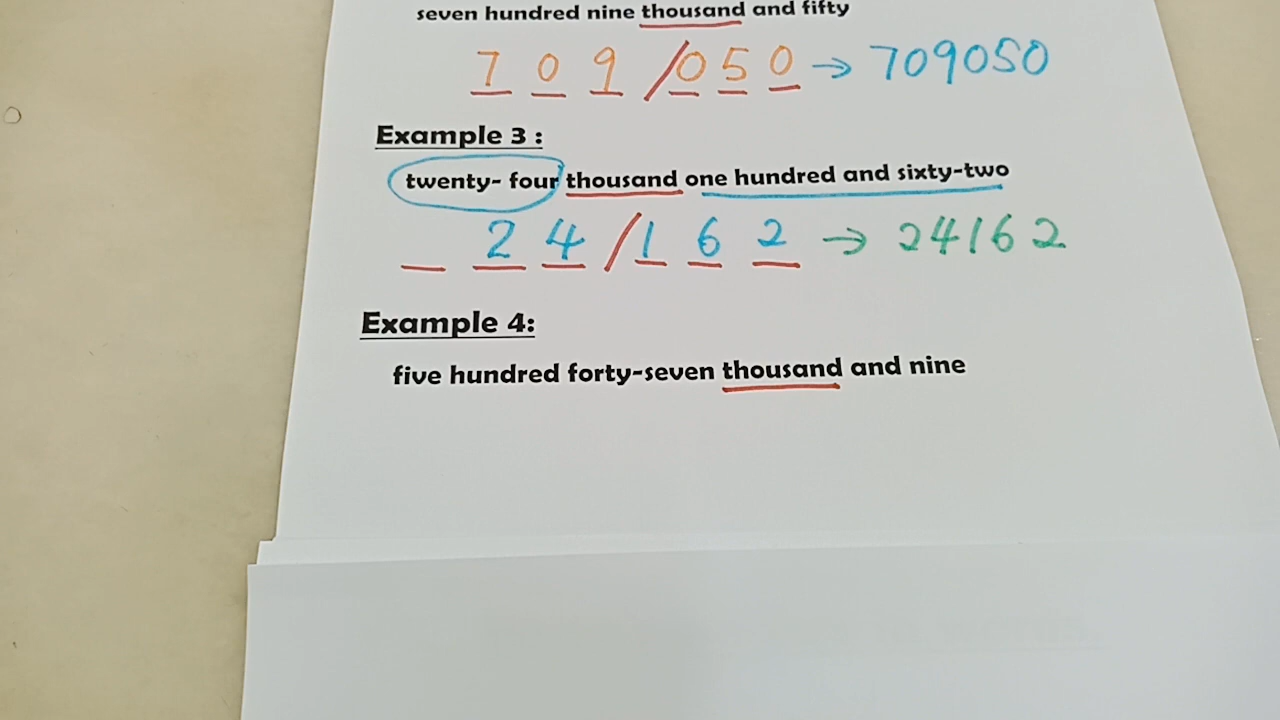 seven hundred nine thousand and fifty
7 0 9 / 0 5 0 → 709050
Example 3 :
twenty- four thousand one hundred and sixty-two
2 4 / 1 6 2 → 24162
Example 4:
five hundred forty-seven thousand and nine